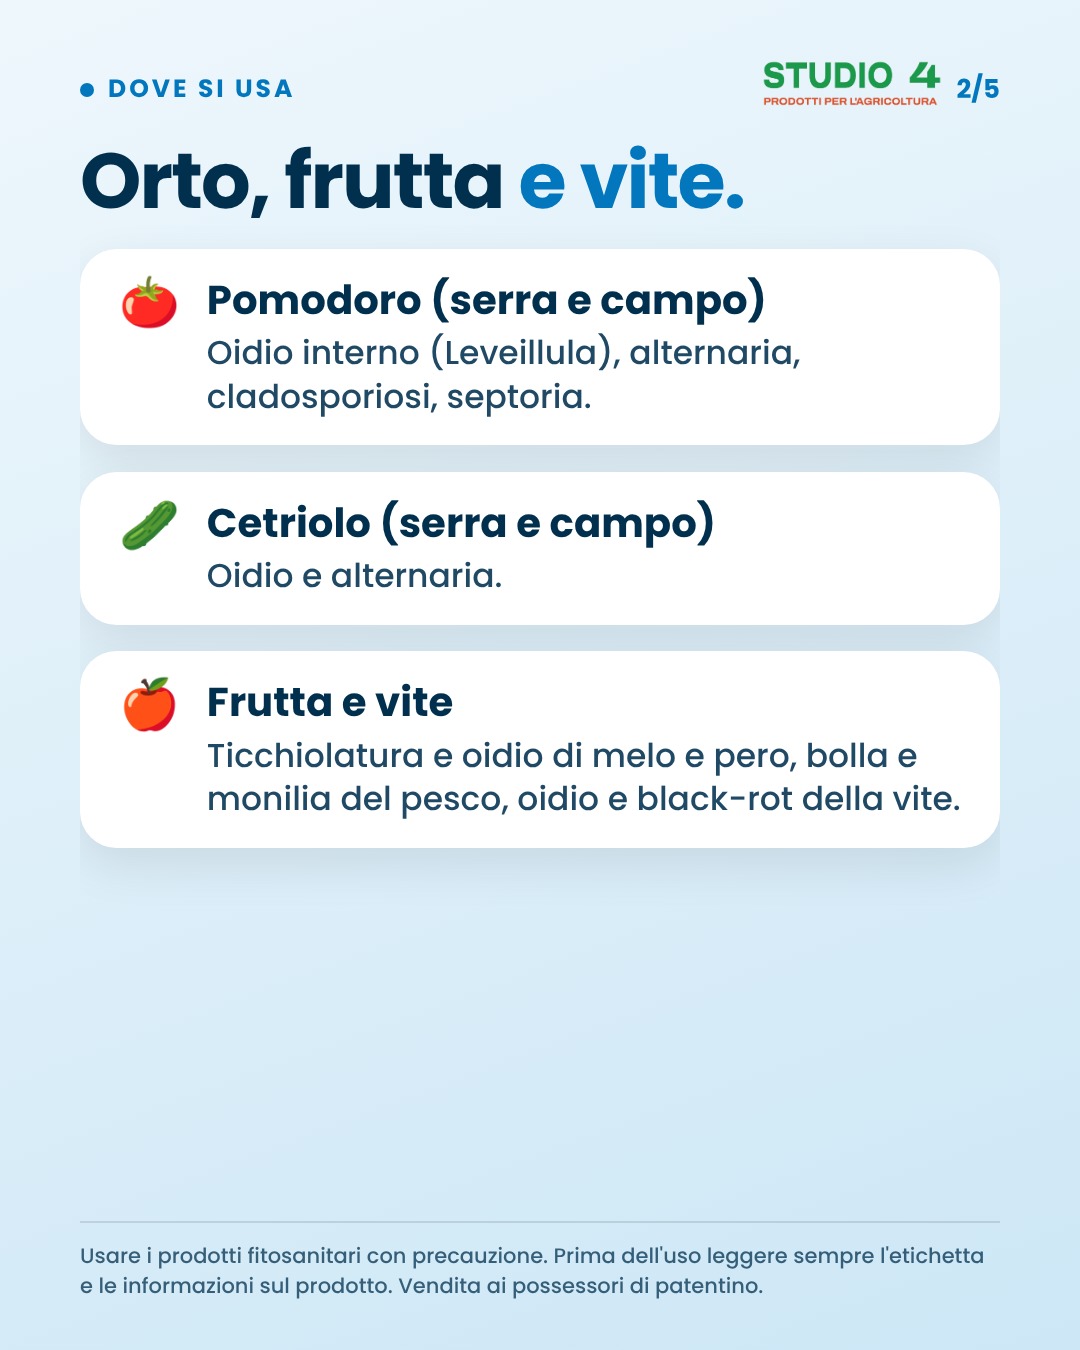 DOVE SI USA
STUDIO 4
PRODOTTI PER L'AGRICOLTURA
2/5
Orto, frutta e vite.
Pomodoro (serra e campo)
Oidio interno (Leveillula), alternaria,
cladosporiosi, septoria.
Cetriolo (serra e campo)
Oidio e alternaria.
Frutta e vite
Ticchiolatura e oidio di melo e pero, bolla e
monilia del pesco, oidio e black-rot della vite.
Usare i prodotti fitosanitari con precauzione. Prima dell'uso leggere sempre l'etichetta
e le informazioni sul prodotto. Vendita ai possessori di patentino.